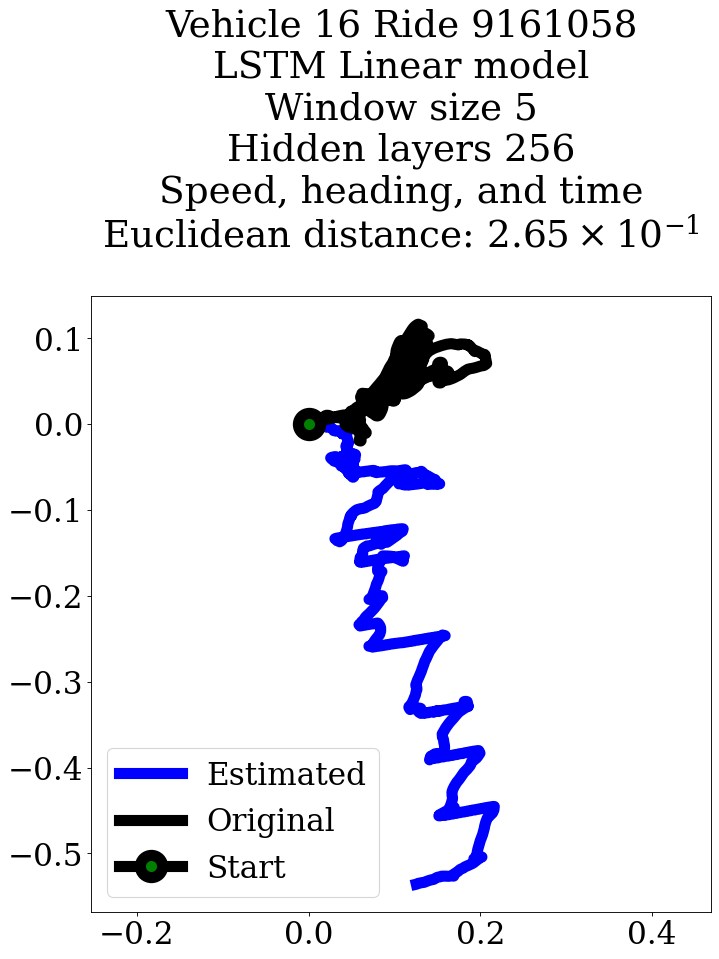 Vehicle 16 Ride 9161058
LSTM Linear model
Window size 5
Hidden layers 256
Speed, heading, and time
Euclidean distance: 2.65 × 10⁻¹
0.1
0.0
−0.1
−0.2
−0.3
−0.4
−0.5
Estimated
Original
Start
−0.2 0.0 0.2 0.4